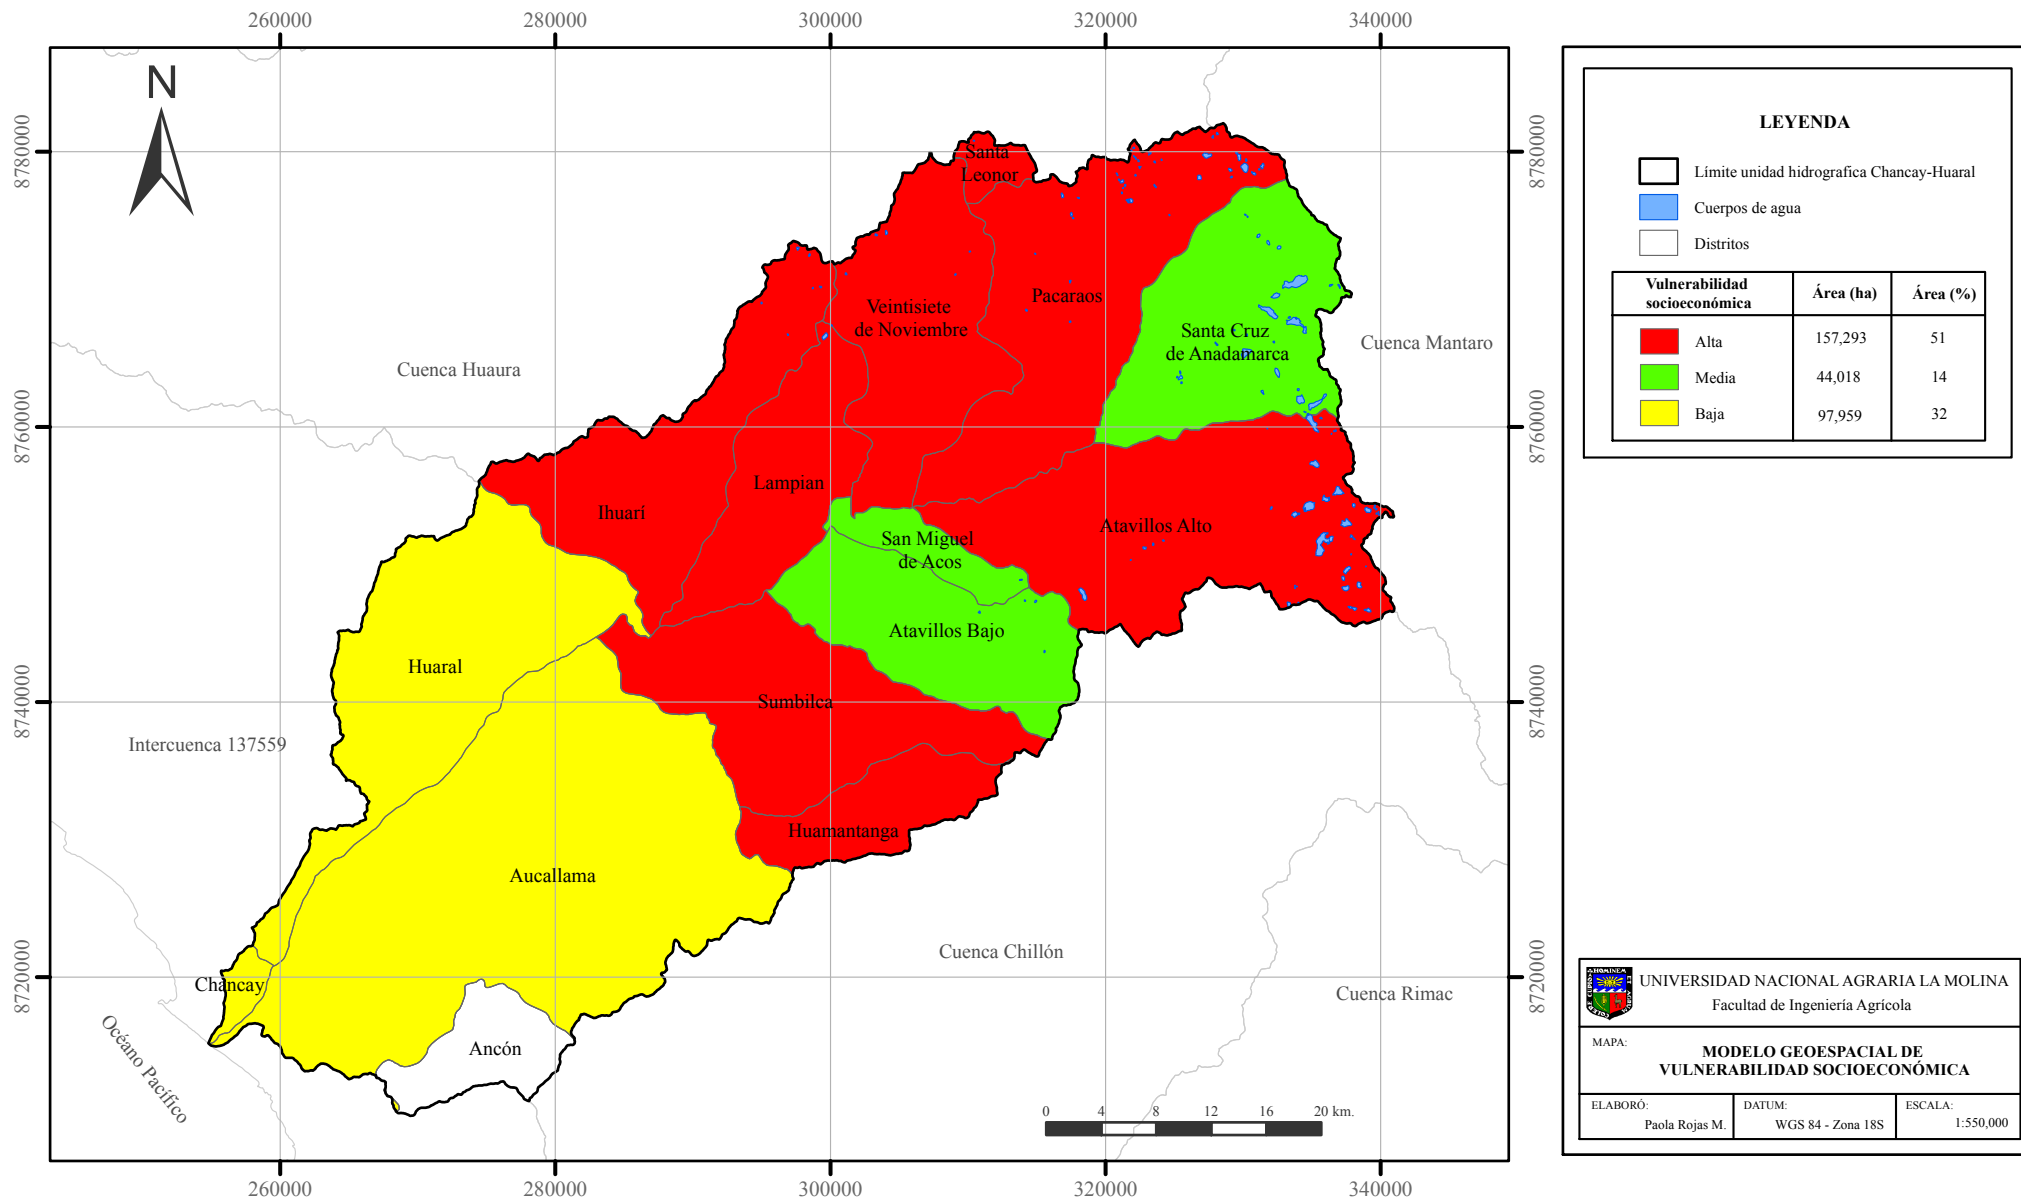 260000
280000
300000
320000
340000
N
8780000
8760000
8740000
8720000
8780000
8760000
8740000
8720000
Santa
Leonor
Veintisiete
de Noviembre
Pacaraos
Santa Cruz
de Anadamarca
Cuenca Mantaro
Cuenca Huaura
Lampian
Ihuarí
Atavillos Alto
San Miguel
de Acos
Atavillos Bajo
Huaral
Sumbilca
Intercuenca 137559
Huamantanga
Aucallama
Cuenca Chillón
Chancay
Cuenca Rimac
Ancón
Océano Pacífico
0 4 8 12 16 20 km.
260000
280000
300000
320000
340000
LEYENDA
Límite unidad hidrografica Chancay-Huaral
Cuerpos de agua
Distritos
Vulnerabilidad
socioeconómica
Área (ha)
Área (%)
Alta 157,293 51
Media 44,018 14
Baja 97,959 32
UNIVERSIDAD NACIONAL AGRARIA LA MOLINA
Facultad de Ingeniería Agrícola
MAPA:
MODELO GEOESPACIAL DE
VULNERABILIDAD SOCIOECONÓMICA
ELABORÓ:
Paola Rojas M.
DATUM:
WGS 84 - Zona 18S
ESCALA:
1:550,000